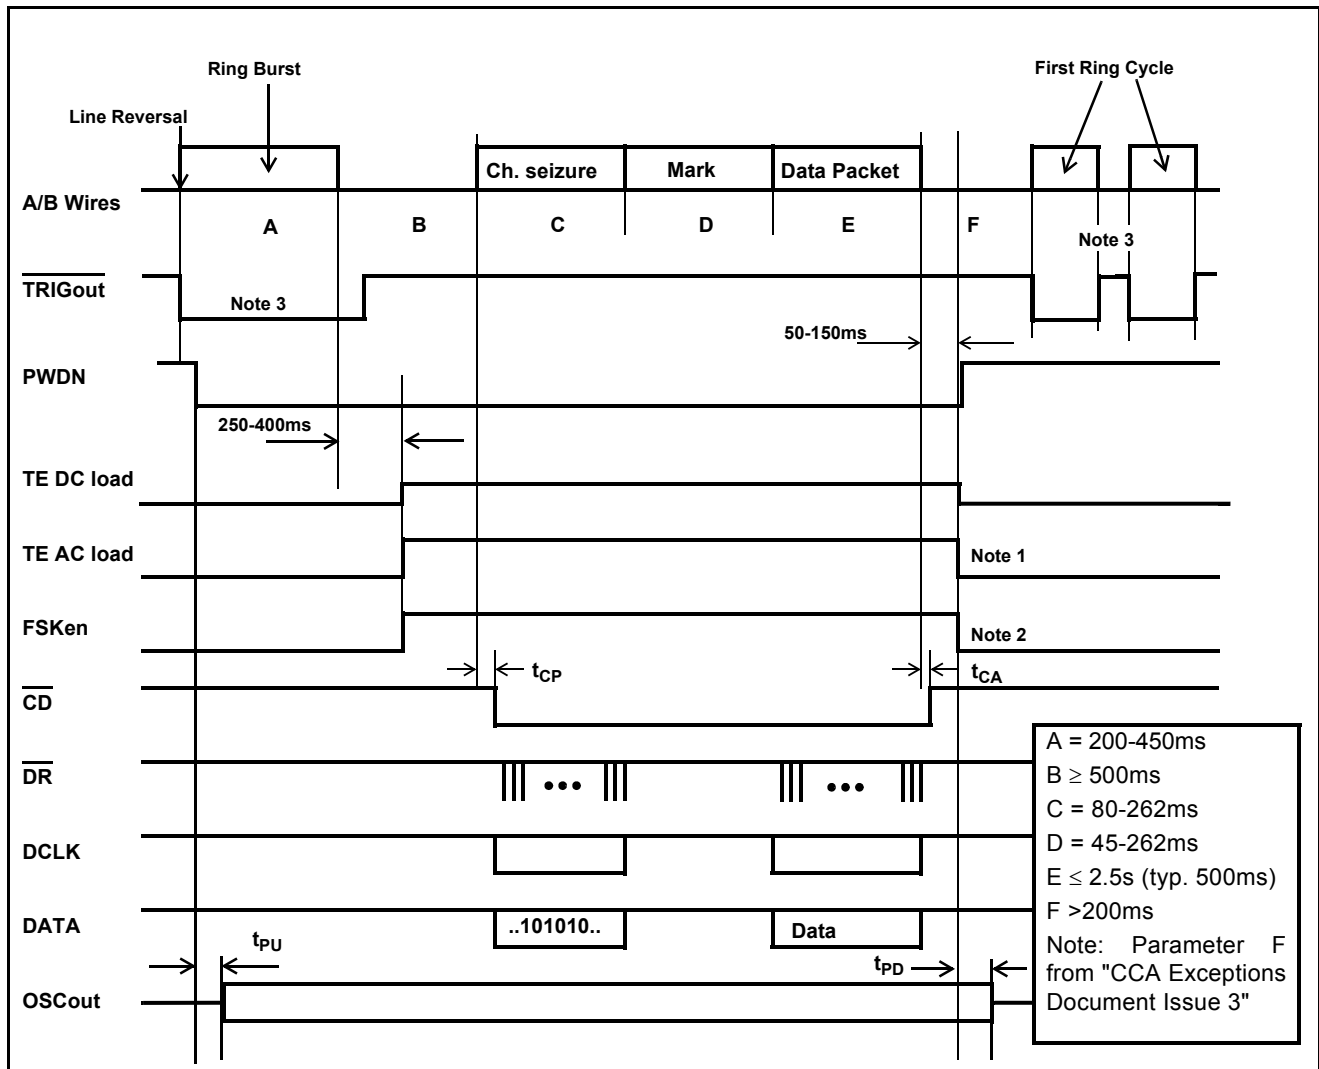 Ring Burst
First Ring Cycle
Line Reversal
Ch. seizure
Mark
Data Packet
A/B Wires
A
B
C
D
E
F
Note 3
TRIGout
Note 3
50-150ms
PWDN
250-400ms
TE DC load
TE AC load
Note 1
FSKen
Note 2
tCP
tCA
CD
DR
•••
•••
DCLK
DATA
..101010..
Data
tPU
tPD
OSCout
A = 200-450ms
B ≥ 500ms
C = 80-262ms
D = 45-262ms
E ≤ 2.5s (typ. 500ms)
F >200ms
Note: Parameter F
from "CCA Exceptions
Document Issue 3"